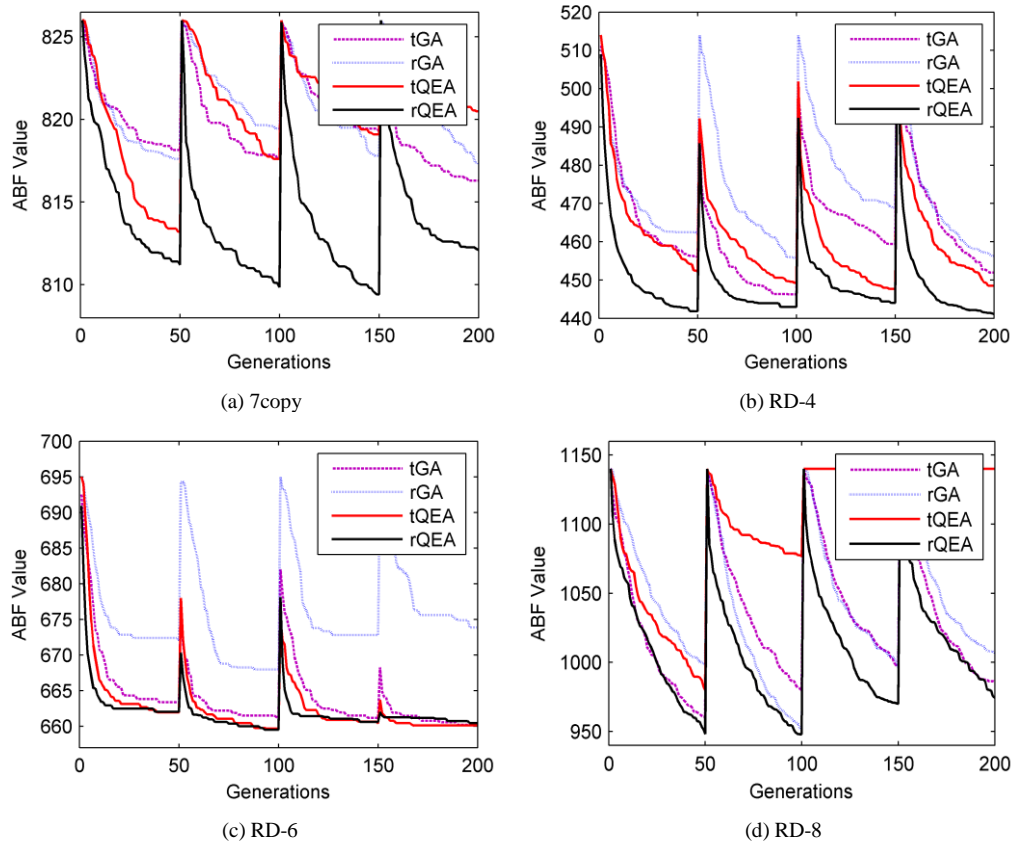 825
820
815
810
0
50
100
150
200
ABF Value
Generations
tGA
rGA
tQEA
rQEA
(a) 7copy
520
510
500
490
480
470
460
450
440
0
50
100
150
200
ABF Value
Generations
tGA
rGA
tQEA
rQEA
(b) RD-4
700
695
690
685
680
675
670
665
660
0
50
100
150
200
ABF Value
Generations
tGA
rGA
tQEA
rQEA
(c) RD-6
1150
1100
1050
1000
950
0
50
100
150
200
ABF Value
Generations
tGA
rGA
tQEA
rQEA
(d) RD-8